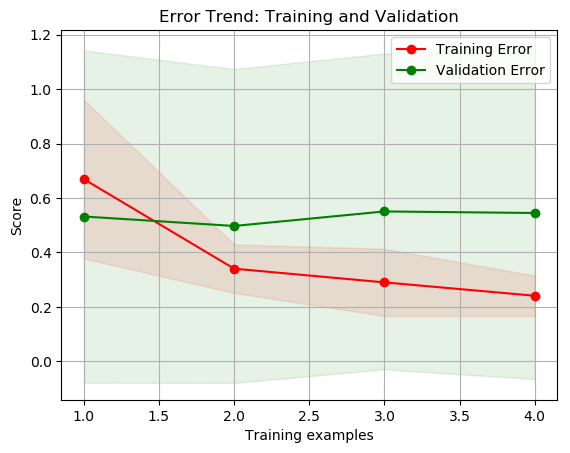 Error Trend: Training and Validation
1.2
1.0
0.8
0.6
0.4
0.2
0.0
Score
Training Error
Validation Error
1.0 1.5 2.0 2.5 3.0 3.5 4.0
Training examples